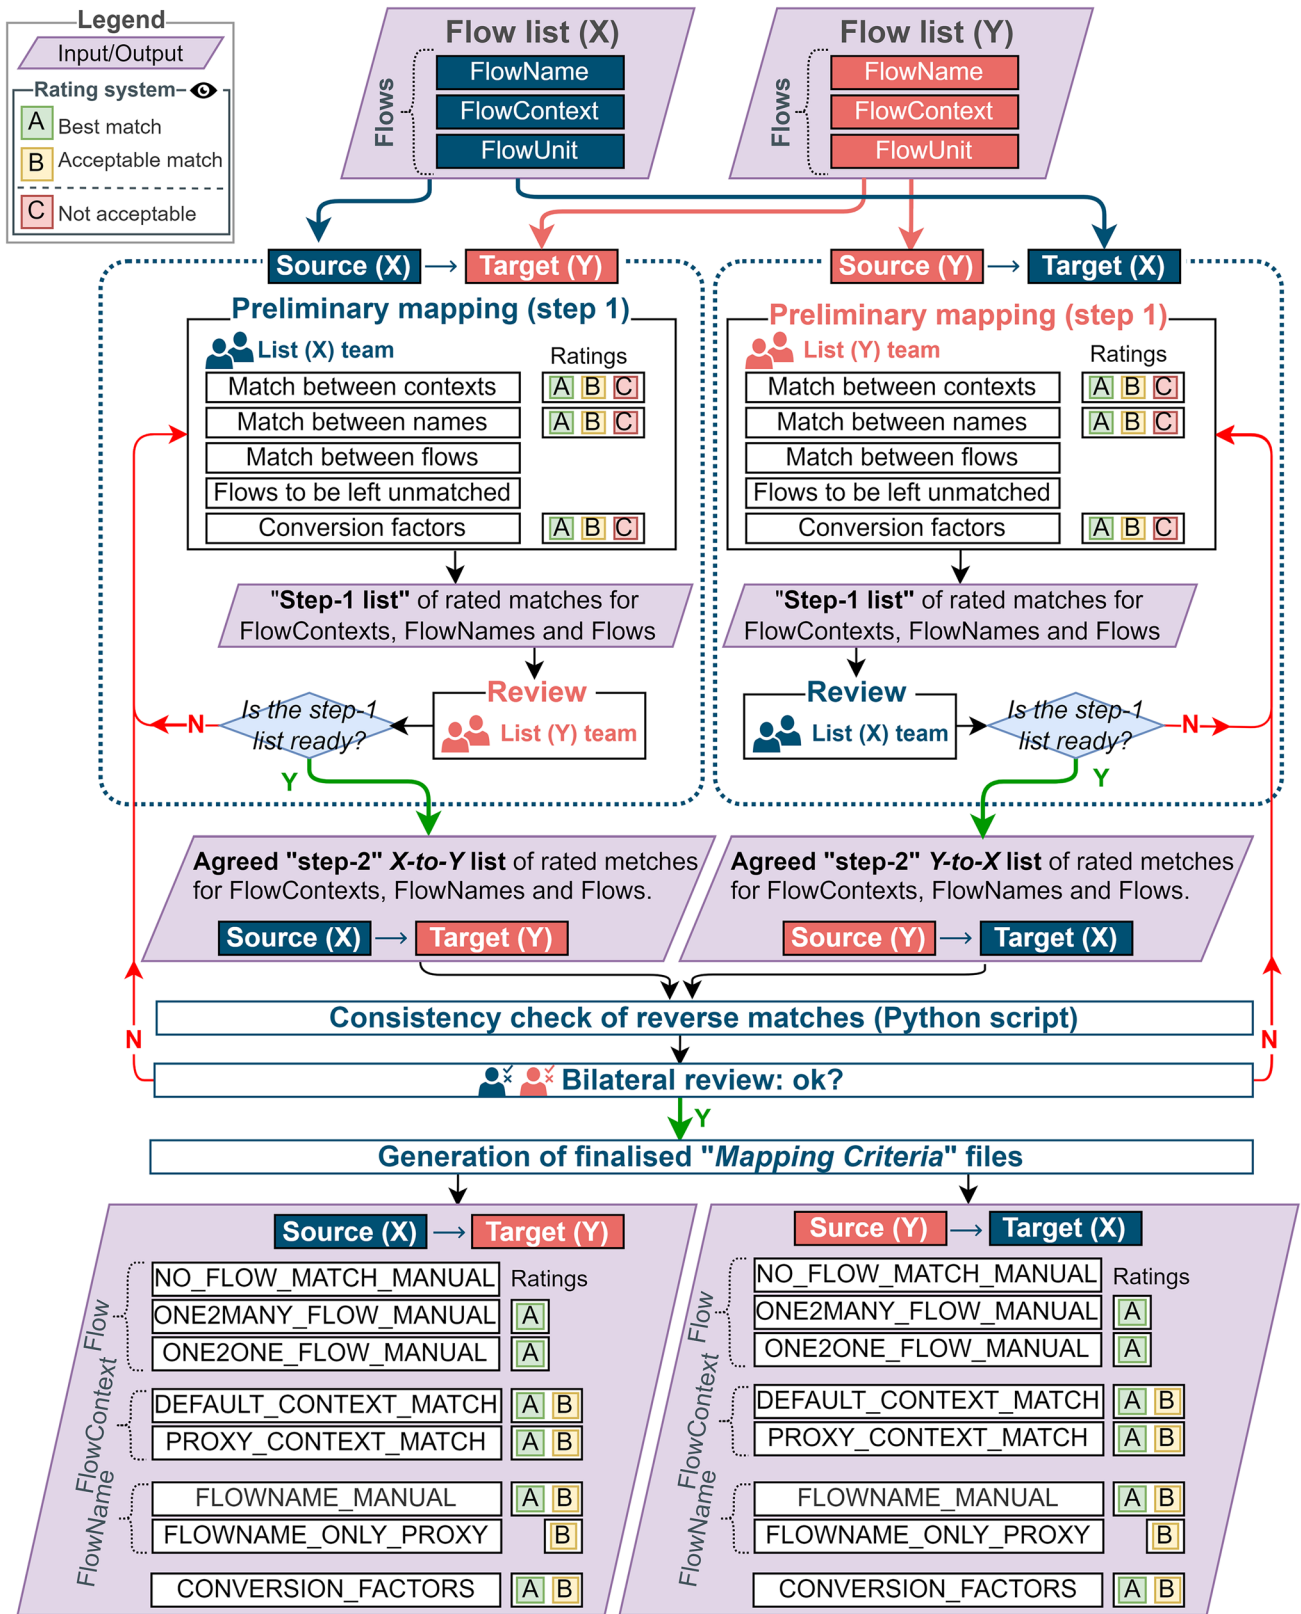 Legend
Input/Output
Rating system
A Best match
B Acceptable match
C Not acceptable
Flow list (X)
Flows
FlowName
FlowContext
FlowUnit
Flow list (Y)
Flows
FlowName
FlowContext
FlowUnit
Source (X) → Target (Y)
Preliminary mapping (step 1)
List (X) team
Ratings
Match between contexts A B C
Match between names A B C
Match between flows
Flows to be left unmatched
Conversion factors A B C
"Step-1 list" of rated matches for
FlowContexts, FlowNames and Flows
Review
List (Y) team
Is the step-1
list ready?
N
Y
Source (Y) → Target (X)
Preliminary mapping (step 1)
List (Y) team
Ratings
Match between contexts A B C
Match between names A B C
Match between flows
Flows to be left unmatched
Conversion factors A B C
"Step-1 list" of rated matches for
FlowContexts, FlowNames and Flows
Review
List (X) team
Is the step-1
list ready?
N
Y
Agreed "step-2" X-to-Y list of rated metches
for FlowContexts, FlowNames and Flows.
Source (X) → Target (Y)
Agreed "step-2" Y-to-X list of rated metches
for FlowContexts, FlowNames and Flows.
Source (Y) → Target (X)
Consistency check of reverse matches (Python script)
N
N
Bilateral review: ok?
Y
Generation of finalised "Mapping Criteria" files
Source (X) → Target (Y)
Ratings
Flow
NO_FLOW_MATCH_MANUAL
ONE2MANY_FLOW_MANUAL A
ONE2ONE_FLOW_MANUAL A
FlowContext
DEFAULT_CONTEXT_MATCH A B
PROXY_CONTEXT_MATCH A B
FlowName
FLOWNAME_MANUAL A B
FLOWNAME_ONLY_PROXY B
CONVERSION_FACTORS A B
Surce (Y) → Target (X)
Ratings
Flow
NO_FLOW_MATCH_MANUAL
ONE2MANY_FLOW_MANUAL A
ONE2ONE_FLOW_MANUAL A
FlowContext
DEFAULT_CONTEXT_MATCH A B
PROXY_CONTEXT_MATCH A B
FlowName
FLOWNAME_MANUAL A B
FLOWNAME_ONLY_PROXY B
CONVERSION_FACTORS A B